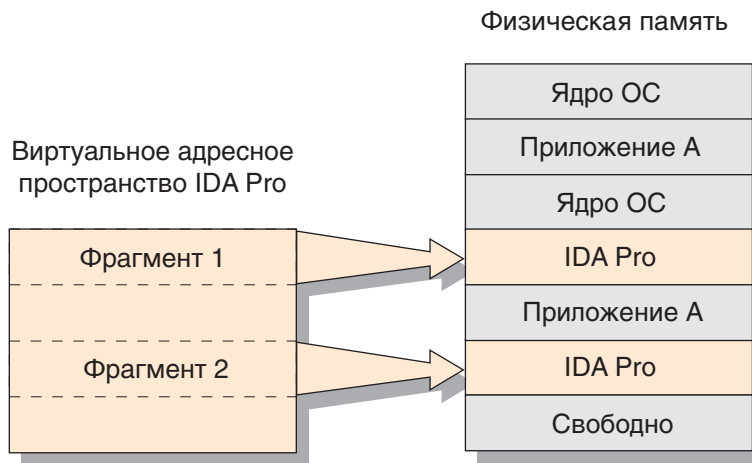 Физическая память
Ядро ОС
Приложение А
Виртуальное адресное
пространство IDA Pro
Ядро ОС
Фрагмент 1
IDA Pro
Приложение А
Фрагмент 2
IDA Pro
Свободно